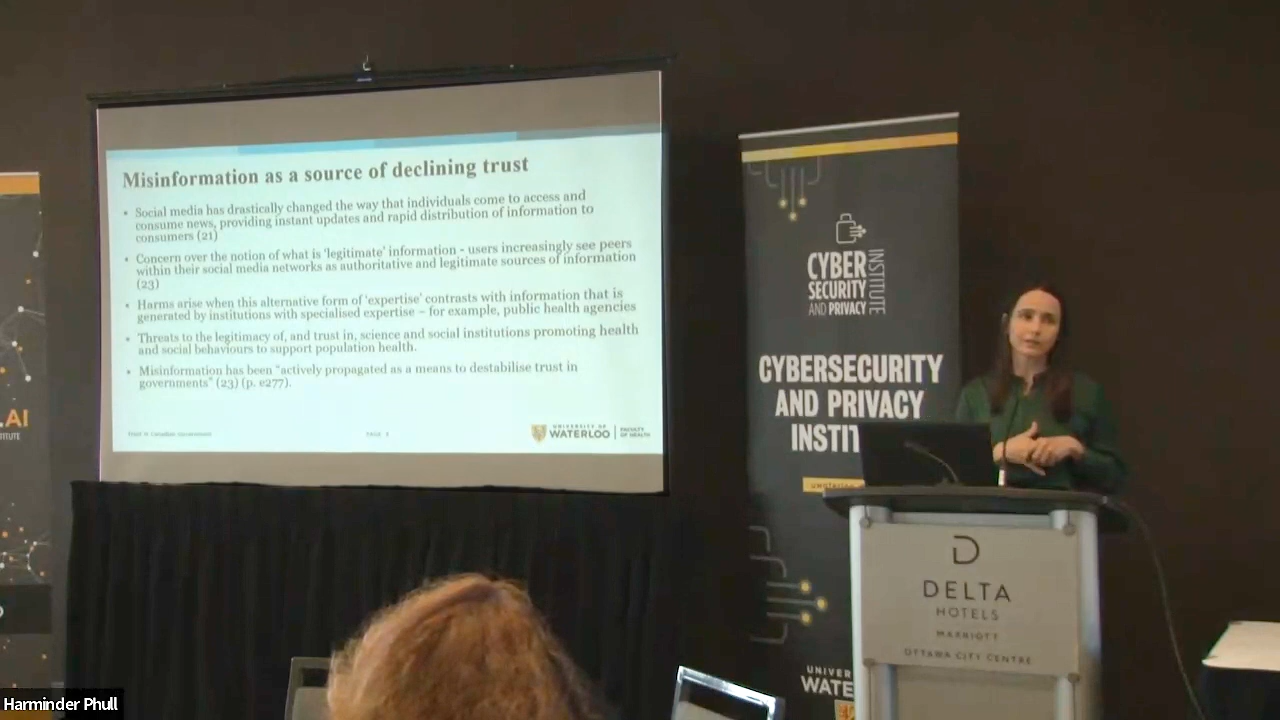 Misinformation as a source of declining trust
• Social media has drastically changed the way that individuals come to access and
consume news, providing instant updates and rapid distribution of information to
consumers (21)
• Concern over the notion of what is 'legitimate' information - users increasingly see peers
within their social media networks as authoritative and legitimate sources of information
(23)
• Harms arise when this alternative form of 'expertise' contrasts with information that is
generated by institutions with specialised expertise – for example, public health agencies
• Threats to the legitimacy of, and trust in, science and social institutions promoting health
and social behaviours to support population health.
• Misinformation has been "actively propagated as a means to destabilise trust in
governments" (23) (p. e277).
UNIVERSITY OF
WATERLOO
FACULTY
OF HEALTH
.AI
CYBER
SECURITY
AND PRIVACY
INSTITUTE
CYBERSECURITY
AND PRIVACY
INSTIT
UNIVER
WATE
DELTA
HOTELS
MARRIOTT
OTTAWA CITY CENTRE
Harminder Phull